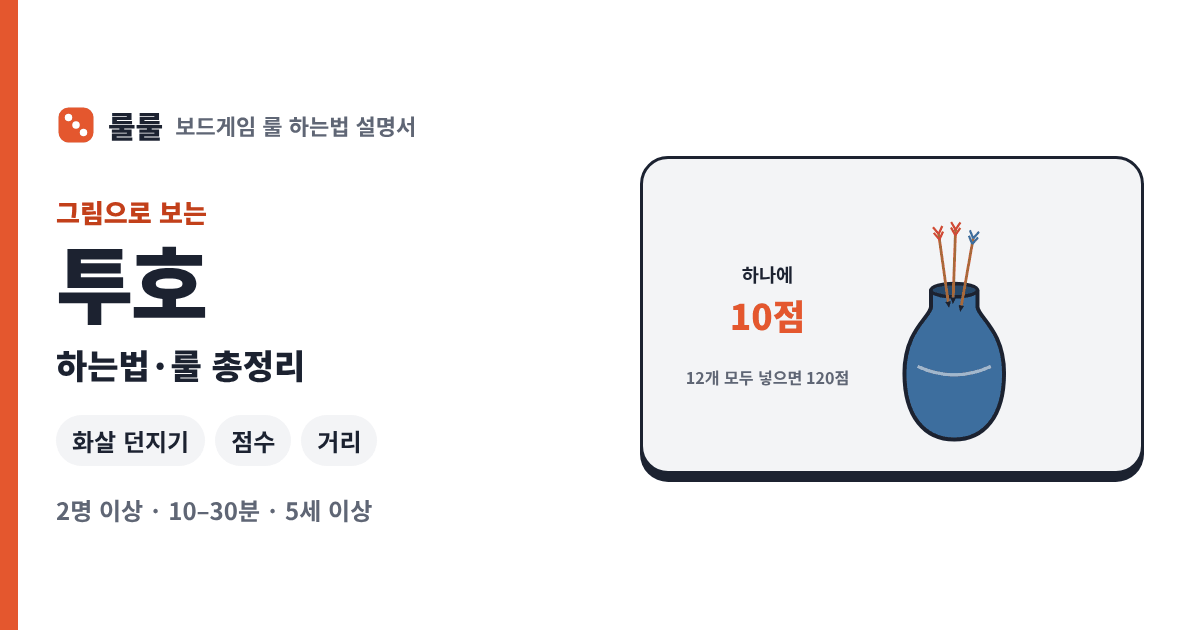 룰룰 보드게임 룰 하는법 설명서
그림으로 보는
투호
하는법·룰 총정리
화살 던지기 점수 거리
2명 이상 · 10–30분 · 5세 이상
하나에
10점
12개 모두 넣으면 120점